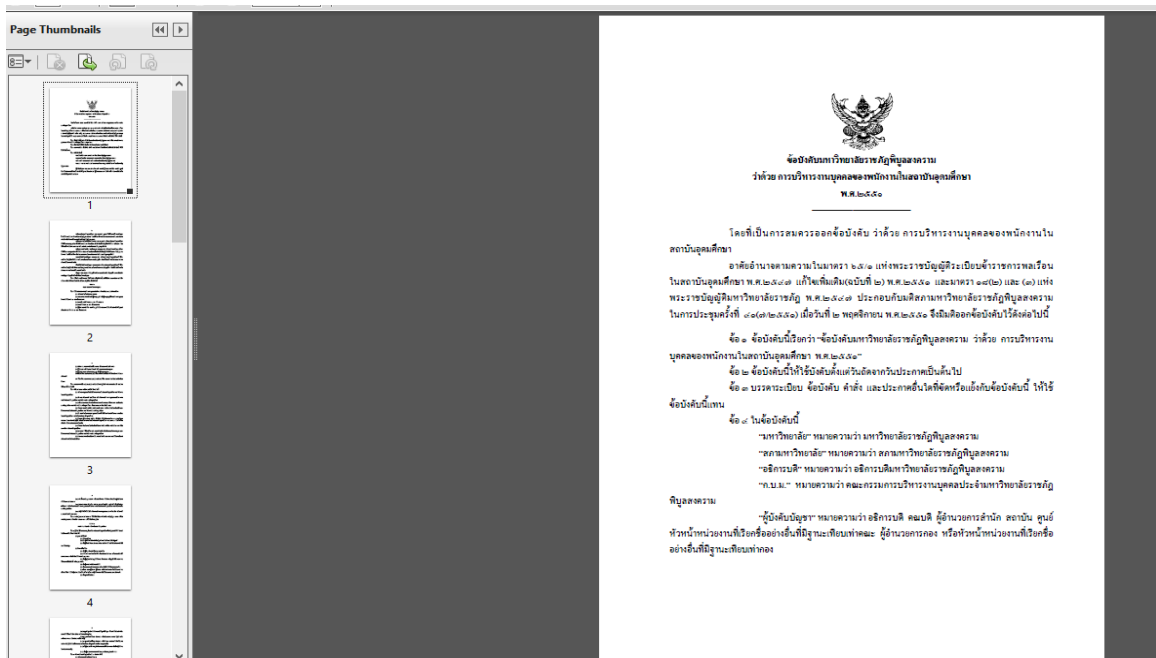 Page Thumbnails
1
2
3
4
ข้อบังคับมหาวิทยาลัยราชภัฏพิบูลสงคราม
ว่าด้วย การบริหารงานบุคคลของพนักงานในสถาบันอุดมศึกษา
พ.ศ.๒๕๕๑
โดยที่เป็นการสมควรออกข้อบังคับ ว่าด้วย การบริหารงานบุคคลของพนักงานใน
สถาบันอุดมศึกษา
อาศัยอำนาจตามความในมาตรา ๖๕/๑ แห่งพระราชบัญญัติระเบียบข้าราชการพลเรือน
ในสถาบันอุดมศึกษา พ.ศ.๒๕๔๗ แก้ไขเพิ่มเติม(ฉบับที่ ๒) พ.ศ.๒๕๕๑ และมาตรา ๑๘(๒) และ (๓) แห่ง
พระราชบัญญัติมหาวิทยาลัยราชภัฏ พ.ศ.๒๕๔๗ ประกอบกับมติสภามหาวิทยาลัยราชภัฏพิบูลสงคราม
ในการประชุมครั้งที่ ๘๑(๗/๒๕๕๑) เมื่อวันที่ ๒ พฤศจิกายน พ.ศ.๒๕๕๑ จึงมีมติออกข้อบังคับไว้ดังต่อไปนี้
ข้อ ๑ ข้อบังคับนี้เรียกว่า “ข้อบังคับมหาวิทยาลัยราชภัฏพิบูลสงคราม ว่าด้วย การบริหารงาน
บุคคลของพนักงานในสถาบันอุดมศึกษา พ.ศ.๒๕๕๑”
ข้อ ๒ ข้อบังคับนี้ให้ใช้บังคับตั้งแต่วันถัดจากวันประกาศเป็นต้นไป
ข้อ ๓ บรรดาระเบียบ ข้อบังคับ คำสั่ง และประกาศอื่นใดที่ขัดหรือแย้งกับข้อบังคับนี้ ให้ใช้
ข้อบังคับนี้แทน
ข้อ ๔ ในข้อบังคับนี้
“มหาวิทยาลัย” หมายความว่า มหาวิทยาลัยราชภัฏพิบูลสงคราม
“สภามหาวิทยาลัย” หมายความว่า สภามหาวิทยาลัยราชภัฏพิบูลสงคราม
“อธิการบดี” หมายความว่า อธิการบดีมหาวิทยาลัยราชภัฏพิบูลสงคราม
“ก.บ.ม.” หมายความว่า คณะกรรมการบริหารงานบุคคลประจำมหาวิทยาลัยราชภัฏ
พิบูลสงคราม
“ผู้บังคับบัญชา” หมายความว่า อธิการบดี คณบดี ผู้อำนวยการสำนัก สถาบัน ศูนย์
หัวหน้าหน่วยงานที่เรียกชื่ออย่างอื่นที่มีฐานะเทียบเท่าคณะ ผู้อำนวยการกอง หรือหัวหน้าหน่วยงานที่เรียกชื่อ
อย่างอื่นที่มีฐานะเทียบเท่ากอง